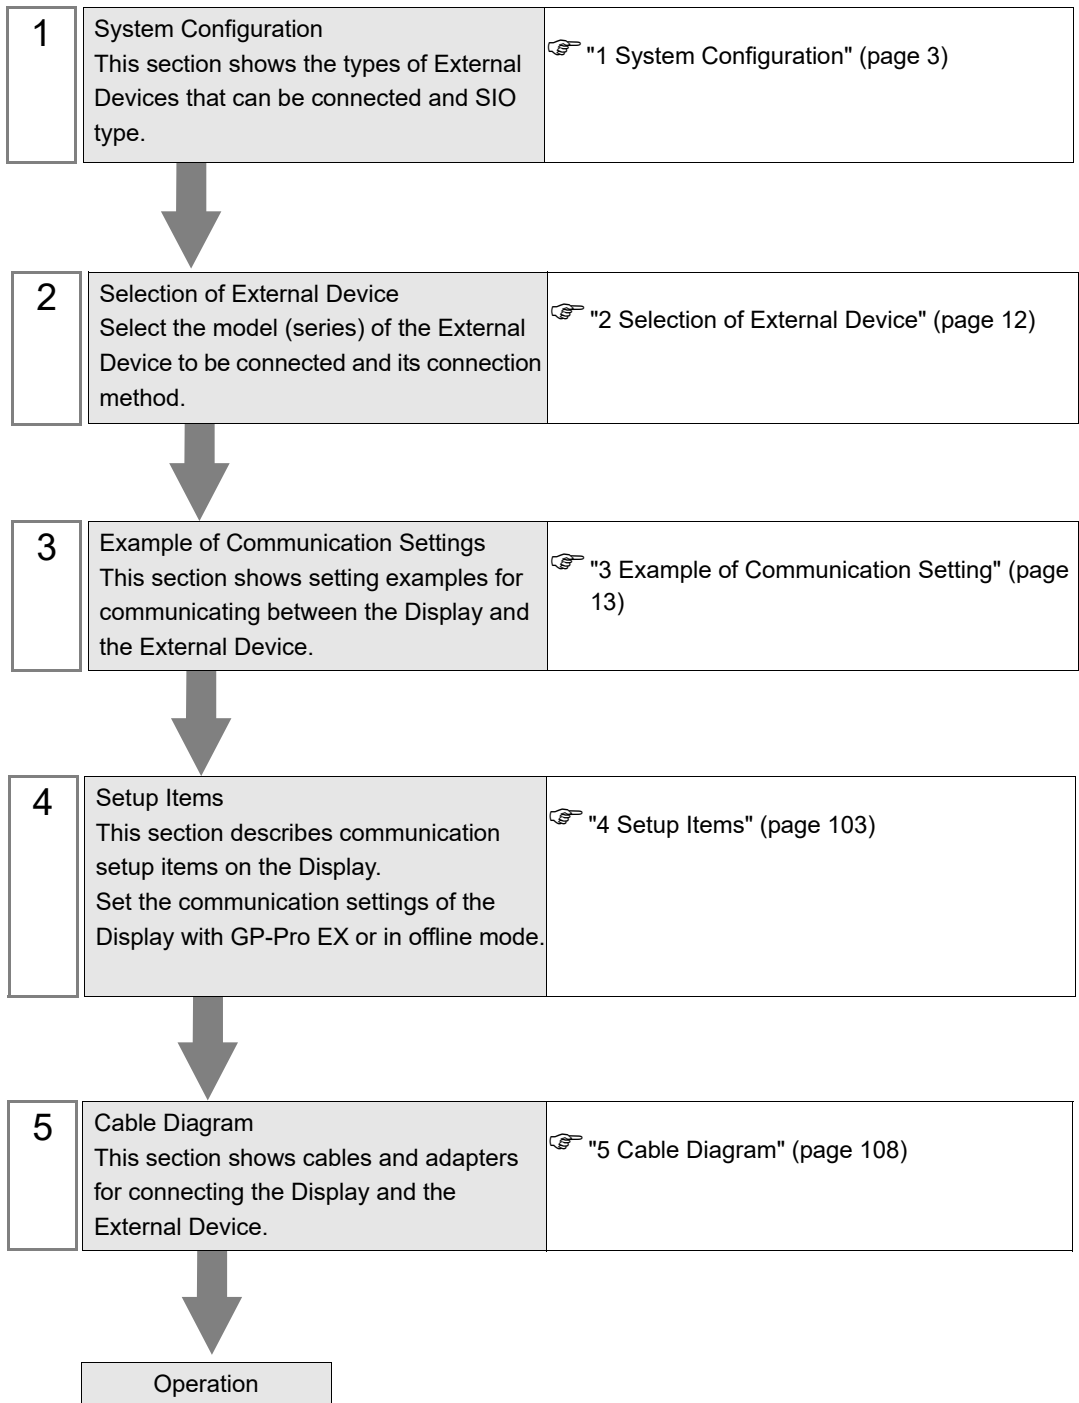 1
System Configuration
This section shows the types of External
Devices that can be connected and SIO
type.
"1 System Configuration" (page 3)
2
Selection of External Device
Select the model (series) of the External
Device to be connected and its connection
method.
"2 Selection of External Device" (page 12)
3
Example of Communication Settings
This section shows setting examples for
communicating between the Display and
the External Device.
"3 Example of Communication Setting" (page
13)
4
Setup Items
This section describes communication
setup items on the Display.
Set the communication settings of the
Display with GP-Pro EX or in offline mode.
"4 Setup Items" (page 103)
5
Cable Diagram
This section shows cables and adapters
for connecting the Display and the
External Device.
"5 Cable Diagram" (page 108)
Operation